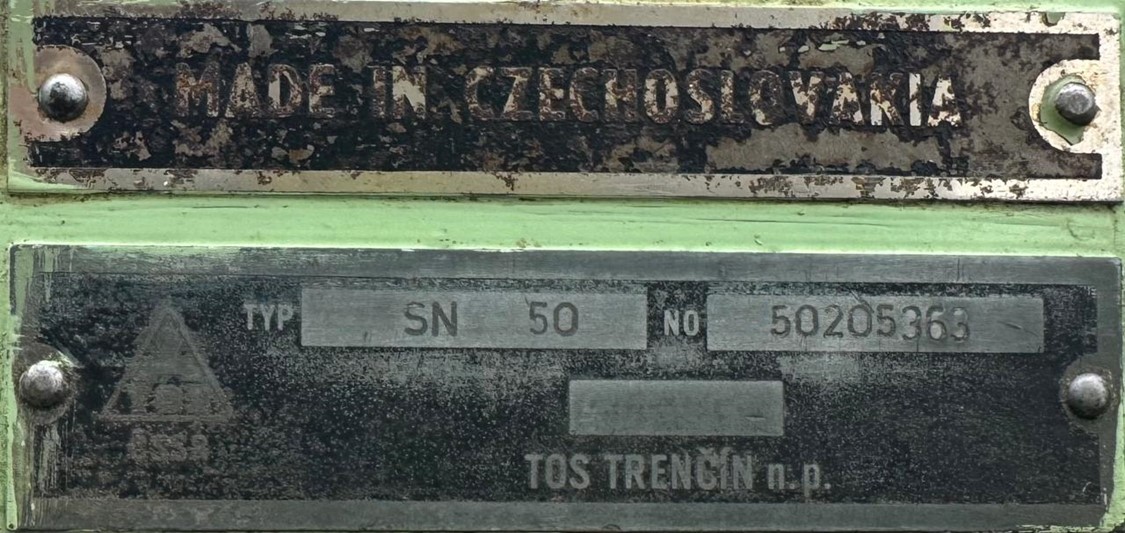 MADE IN CZECHOSLOVAKIA
TYP SN 50 NO 50205363
TOS TRENČÍN n.p.